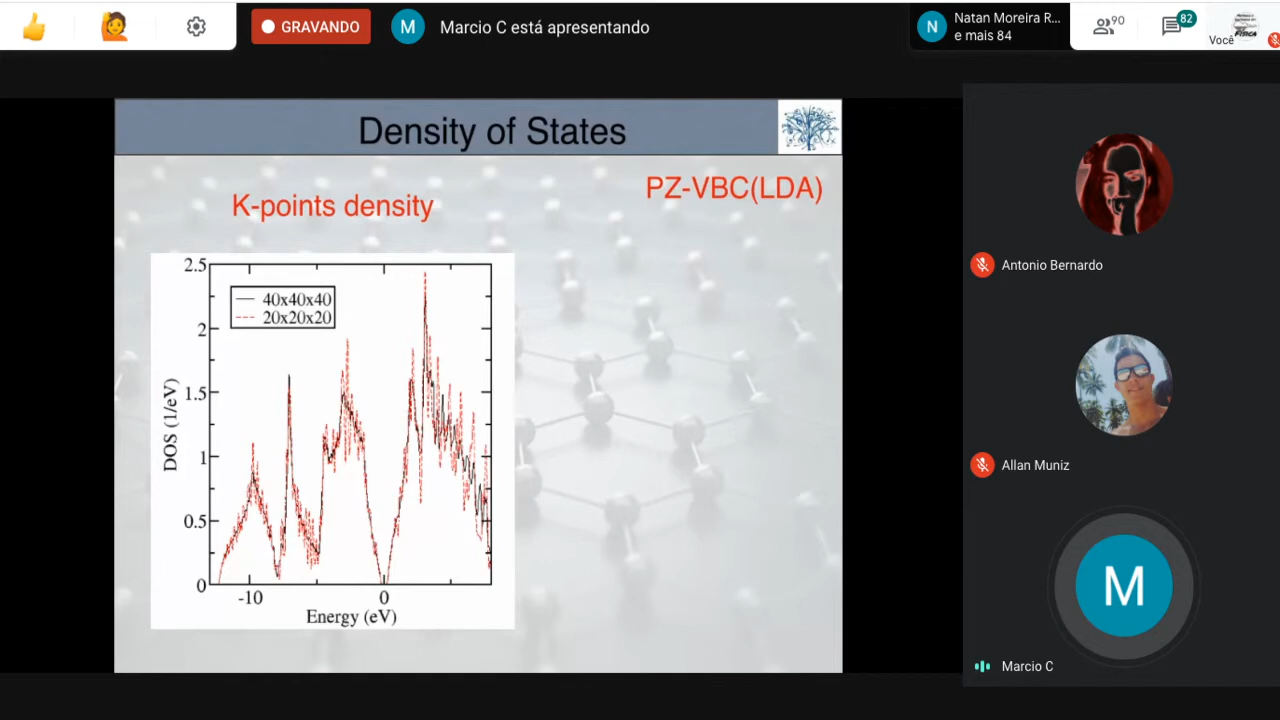 GRAVANDO
M
Marcio C está apresentando
N
Natan Moreira R...
e mais 84
90
82
Você
FÍSICA
Density of States
K-points density
PZ-VBC(LDA)
2.5
2
1.5
1
0.5
0
DOS (1/eV)
40x40x40
20x20x20
-10
0
Energy (eV)
Antonio Bernardo
Allan Muniz
M
Marcio C